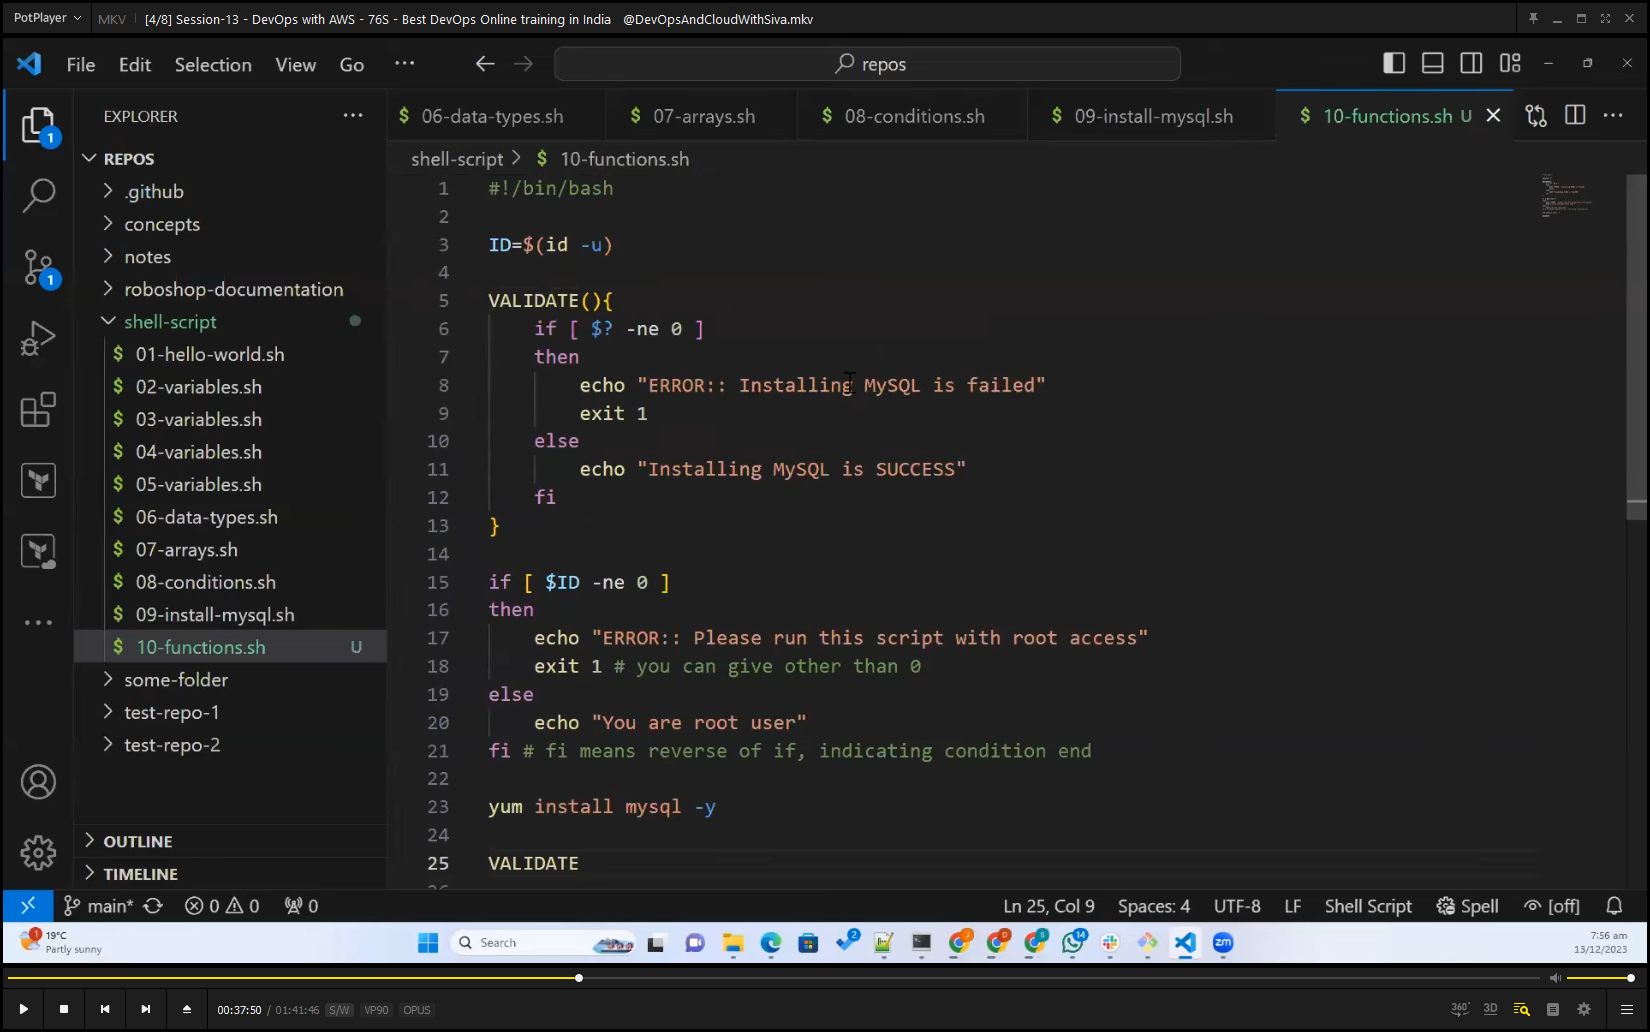 PotPlayer MKV [4/8] Session-13 - DevOps with AWS - 76S - Best DevOps Online training in India @DevOpsAndCloudWithSiva.mkv
File Edit Selection View Go ··· repos
EXPLORER ···
06-data-types.sh 07-arrays.sh 08-conditions.sh 09-install-mysql.sh 10-functions.sh U
REPOS
.github
concepts
notes
roboshop-documentation
shell-script
01-hello-world.sh
02-variables.sh
03-variables.sh
04-variables.sh
05-variables.sh
06-data-types.sh
07-arrays.sh
08-conditions.sh
09-install-mysql.sh
10-functions.sh U
some-folder
test-repo-1
test-repo-2
OUTLINE
TIMELINE
shell-script > $ 10-functions.sh
1 #!/bin/bash
2
3 ID=$(id -u)
4
5 VALIDATE(){
6 if [ $? -ne 0 ]
7 then
8 echo "ERROR:: Installing MySQL is failed"
9 exit 1
10 else
11 echo "Installing MySQL is SUCCESS"
12 fi
13 }
14
15 if [ $ID -ne 0 ]
16 then
17 echo "ERROR:: Please run this script with root access"
18 exit 1 # you can give other than 0
19 else
20 echo "You are root user"
21 fi # fi means reverse of if, indicating condition end
22
23 yum install mysql -y
24
25 VALIDATE
main* 0 0 0 Ln 25, Col 9 Spaces: 4 UTF-8 LF Shell Script Spell [off]
19°C
Partly sunny
Search
7:56 am
13/12/2023
00:37:50 / 01:41:46 S/W VP90 OPUS
360° 3D